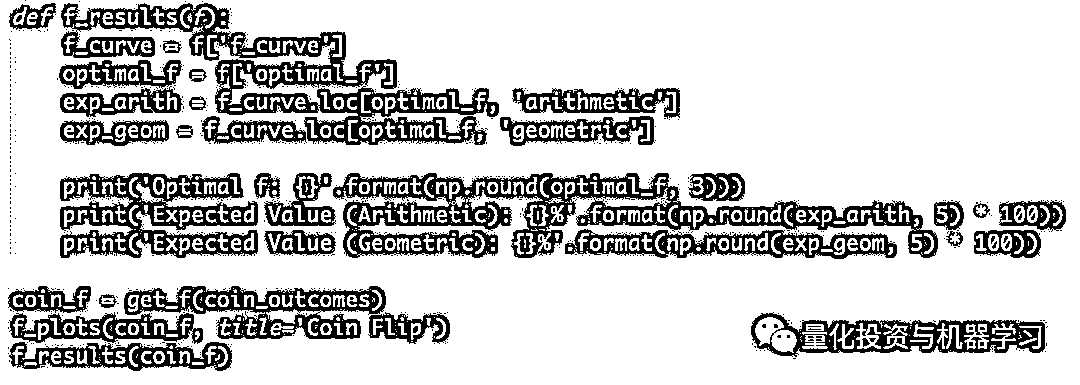 def f_results(f):
    f_curve = f['f_curve']
    optimal_f = f['optimal_f']
    exp_arith = f_curve.loc[optimal_f, 'arithmetic']
    exp_geom = f_curve.loc[optimal_f, 'geometric']

    print('Optimal f: {}'.format(np.round(optimal_f, 3)))
    print('Expected Value (Arithmetic): {}%'.format(np.round(exp_arith, 5) * 100))
    print('Expected Value (Geometric): {}%'.format(np.round(exp_geom, 5) * 100))

coin_f = get_f(coin_outcomes)
f_plots(coin_f, title='Coin Flip')
f_results(coin_f)
量化投资与机器学习